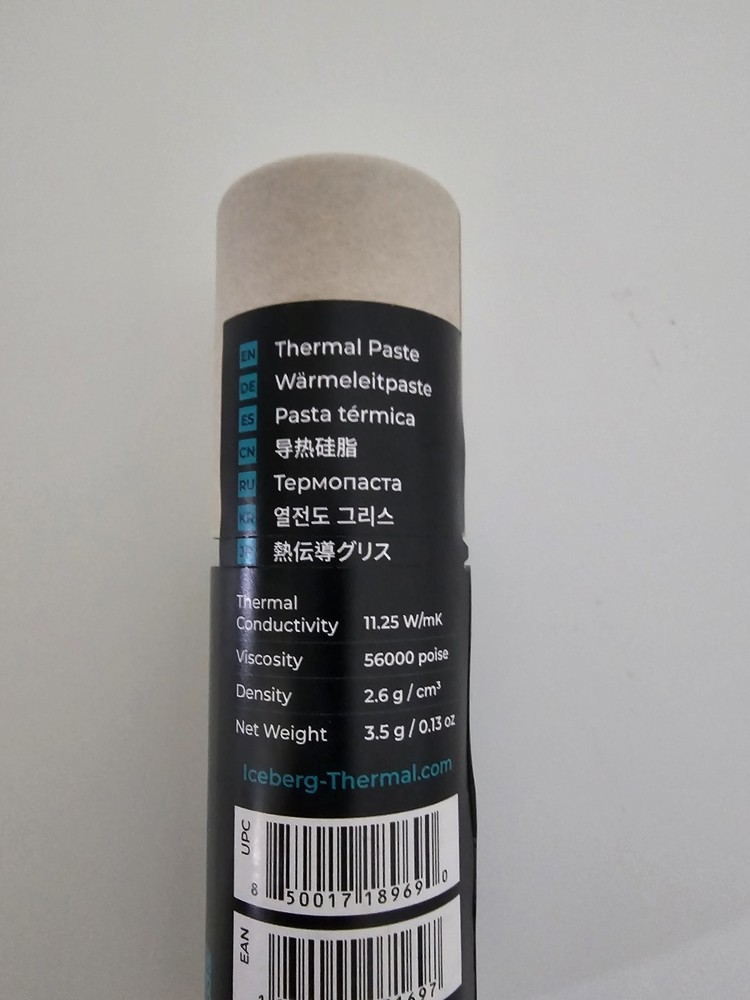 EN Thermal Paste
DE Wärmeleitpaste
ES Pasta térmica
CN 导热硅脂
RU Термопаста
KR 열전도 그리스
JP 熱伝導グリス
Thermal
Conductivity 11.25 W/mK
Viscosity 56000 poise
Density 2.6 g / cm³
Net Weight 3.5 g / 0.13 oz
Iceberg-Thermal.com
UPC
8 50017 18969 0
EAN